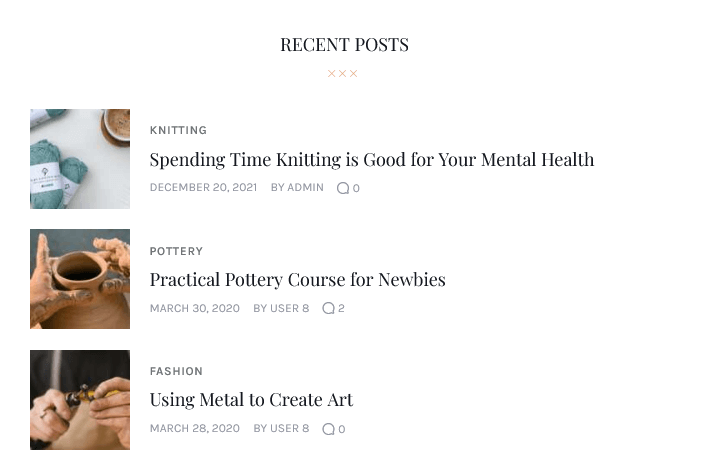 RECENT POSTS
KNITTING
Spending Time Knitting is Good for Your Mental Health
DECEMBER 20, 2021 BY ADMIN 0
POTTERY
Practical Pottery Course for Newbies
MARCH 30, 2020 BY USER 8 2
FASHION
Using Metal to Create Art
MARCH 28, 2020 BY USER 8 0